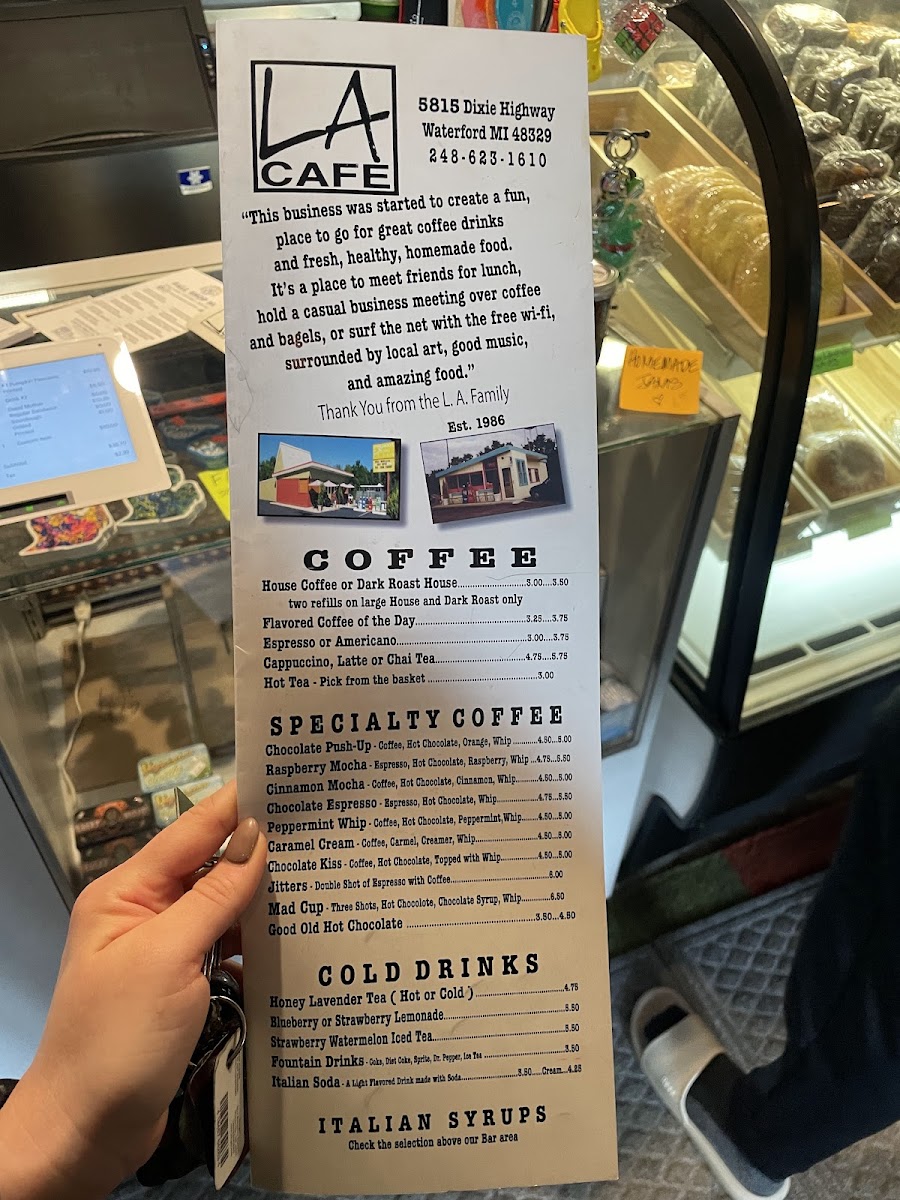 LA
CAFE
5815 Dixie Highway
Waterford MI 48329
248-623-1610
"This business was started to create a fun,
place to go for great coffee drinks
and fresh, healthy, homemade food.
It's a place to meet friends for lunch,
hold a casual business meeting over coffee
and bagels, or surf the net with the free wi-fi,
surrounded by local art, good music,
and amazing food."
Thank You from the L. A. Family
Est. 1986
COFFEE
House Coffee or Dark Roast House..........................3.00....3.50
two refills on large House and Dark Roast only
Flavored Coffee of the Day..........................................3.25....3.75
Espresso or Americano..................................................3.00....3.75
Cappuccino, Latte or Chai Tea..................................4.75....5.75
Hot Tea - Pick from the basket ..........................................3.00
SPECIALTY COFFEE
Chocolate Push-Up - Coffee, Hot Chocolate, Orange, Whip ............4.50...5.00
Raspberry Mocha - Espresso, Hot Chocolate, Raspberry, Whip ...4.75...5.50
Cinnamon Mocha - Coffee, Hot Chocolate, Cinnamon, Whip..........4.50...5.00
Chocolate Espresso - Espresso, Hot Chocolate, Whip....................4.75...5.50
Peppermint Whip - Coffee, Hot Chocolate, Peppermint,Whip.......4.50...5.00
Caramel Cream - Coffee, Carmel, Creamer, Whip............................4.50...5.00
Chocolate Kiss - Coffee, Hot Chocolate, Topped with Whip................4.50...5.00
Jitters - Double Shot of Espresso with Coffee.........................................6.00
Mad Cup - Three Shots, Hot Chocolote, Chocolate Syrup, Whip.............6.50
Good Old Hot Chocolate .......................................................3.50...4.50
COLD DRINKS
Honey Lavender Tea ( Hot or Cold )....................................4.75
Blueberry or Strawberry Lemonade................................................5.50
Strawberry Watermelon Iced Tea....................................................5.50
Fountain Drinks - Coke, Diet Coke, Sprite, Dr. Pepper, Ice Tea ..............................3.50
Italian Soda - A Light Flavored Drink made with Soda........................3.50.....Cream...4.25
ITALIAN SYRUPS
Check the selection above our Bar area
HOMEMADE